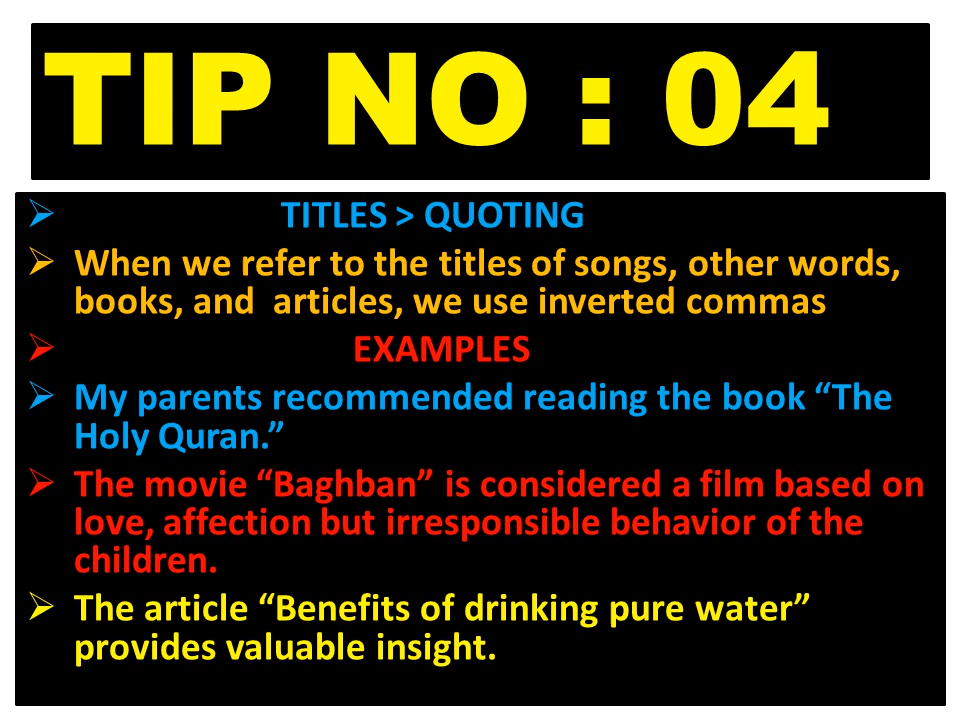 TIP NO : 04
➢ TITLES > QUOTING
➢ When we refer to the titles of songs, other words,
books, and  articles, we use inverted commas
➢ EXAMPLES
➢ My parents recommended reading the book “The
Holy Quran.”
➢ The movie “Baghban” is considered a film based on
love, affection but irresponsible behavior of the
children.
➢ The article “Benefits of drinking pure water”
provides valuable insight.